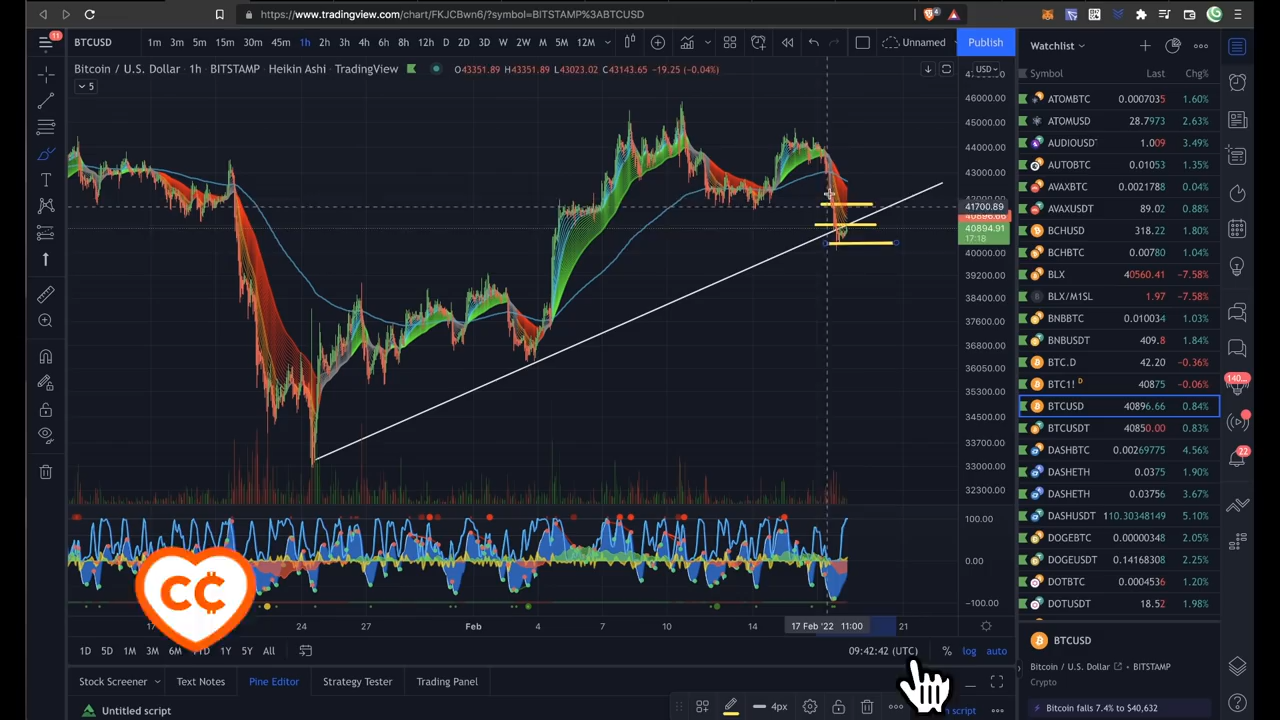 https://www.tradingview.com/chart/FKJCBwn6/?symbol=BITSTAMP%3ABTCUSD
4
11
BTCUSD 1m 3m 5m 15m 30m 45m 1h 2h 3h 4h 6h 8h 12h D 2D 3D W 2W M 5M 12M
Unnamed Publish
Bitcoin / U.S. Dollar · 1h · BITSTAMP · Heikin Ashi · TradingView
O43351.89 H43351.89 L43023.02 C43143.65 -19.25 (-0.04%)
5
USD
46000.00
45000.00
44000.00
43000.00
41700.89
40896.66
40894.91
17:18
40000.00
39200.00
38400.00
37600.00
36800.00
36050.00
35300.00
34500.00
33700.00
33000.00
32300.00
100.00
0.00
-100.00
CC
24 27 Feb 4 7 10 14 17 Feb '22 11:00 21
1D 5D 1M 3M 6M 1Y 5Y All
09:42:42 (UTC) % log auto
Stock Screener Text Notes Pine Editor Strategy Tester Trading Panel
Untitled script
4px
script
Watchlist
Symbol Last Chg%
ATOMBTC 0.0007035 1.60%
ATOMUSD 28.7973 2.63%
AUDIOUSD 1.009 3.49%
AUTOBTC 0.01053 1.35%
AVAXBTC 0.0021788 0.04%
AVAXUSDT 89.02 0.88%
BCHUSD 318.22 1.80%
BCHBTC 0.00780 1.04%
BLX 40560.41 -7.58%
BLX/M1SL 1.97 -7.58%
BNBBTC 0.010034 1.03%
BNBUSDT 409.8 1.84%
BTC.D 42.20 -0.36%
BTC1! D 40875 -0.06%
BTCUSD 40896.66 0.84%
BTCUSDT 40850.00 0.83%
DASHBTC 0.00269775 4.56%
DASHETH 0.0375 1.90%
DASHETH 0.03756 3.67%
DASHUSDT 110.30348149 5.10%
DOGEBTC 0.00000348 2.05%
DOGEUSDT 0.14168308 2.25%
DOTBTC 0.0004536 1.20%
DOTUSDT 18.52 1.98%
BTCUSD
Bitcoin / U.S. Dollar • BITSTAMP
Crypto
Bitcoin falls 7.4% to $40,632
140...
22